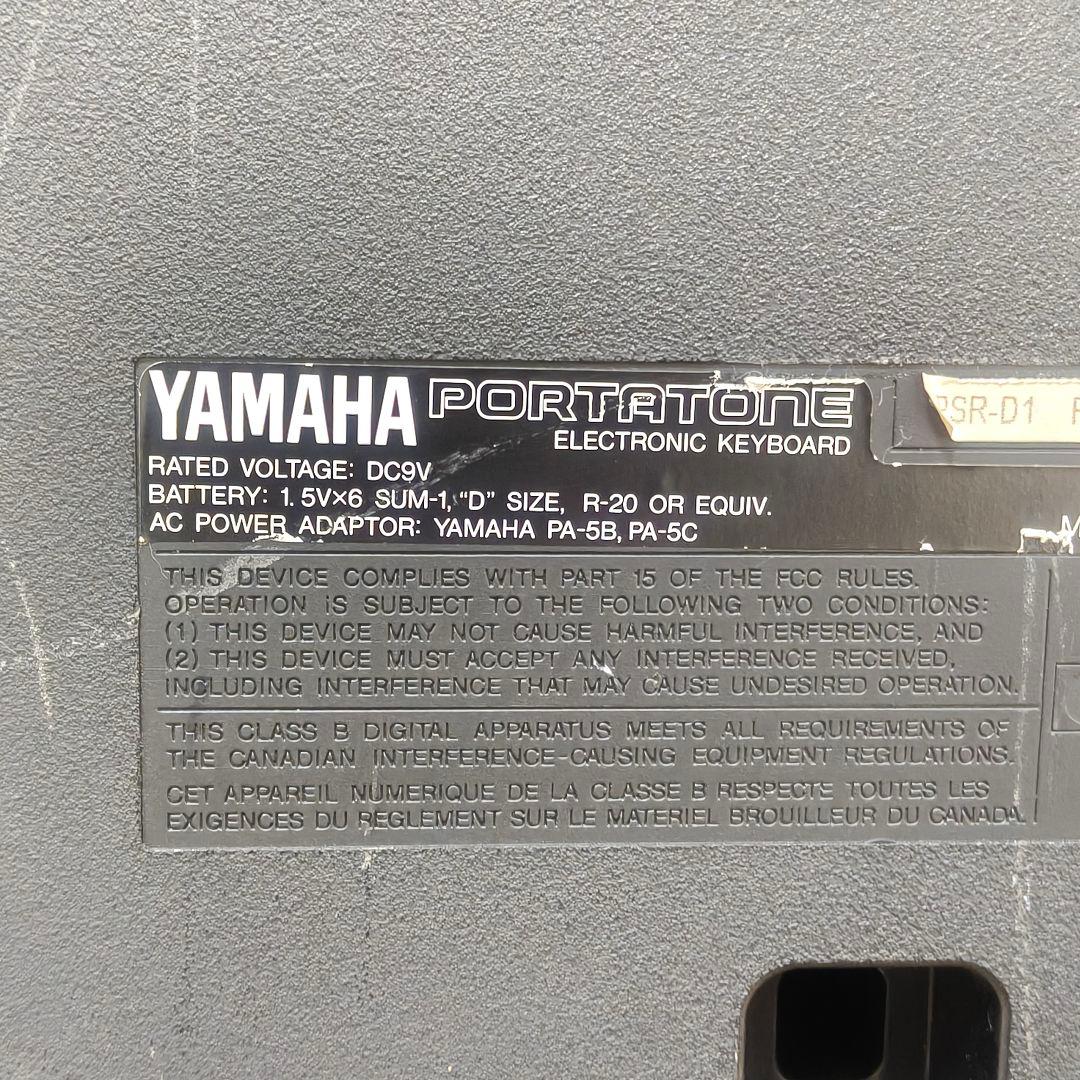 YAMAHA PORTATONE
ELECTRONIC KEYBOARD
PSR-D1
RATED VOLTAGE: DC9V
BATTERY: 1.5V×6 SUM-1, "D" SIZE, R-20 OR EQUIV.
AC POWER ADAPTOR: YAMAHA PA-5B, PA-5C
THIS DEVICE COMPLIES WITH PART 15 OF THE FCC RULES.
OPERATION iS SUBJECT TO THE FOLLOWING TWO CONDITIONS:
(1) THIS DEVICE MAY NOT CAUSE HARMFUL INTERFERENCE, AND
(2) THIS DEVICE MUST ACCEPT ANY INTERFERENCE RECEIVED,
INCLUDING INTERFERENCE THAT MAY CAUSE UNDESIRED OPERATION.
THIS CLASS B DIGITAL APPARATUS MEETS ALL REQUIREMENTS OF
THE CANADIAN INTERFERENCE-CAUSING EQUIPMENT REGULATIONS.
CET APPAREIL NUMERIQUE DE LA CLASSE B RESPECTE TOUTES LES
EXIGENCES DU REGLEMENT SUR LE MATERIEL BROUILLEUR DU CANADA.